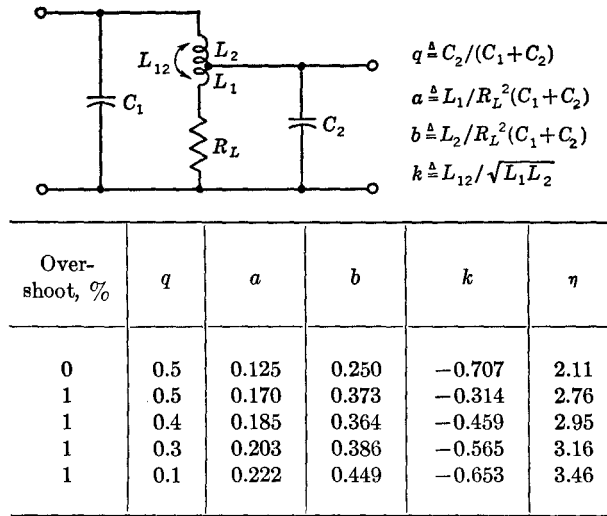 L₁₂
L₂
L₁
C₁
R_L
C₂
q ≜ C₂/(C₁+C₂)
a ≜ L₁/R_L²(C₁+C₂)
b ≜ L₂/R_L²(C₁+C₂)
k ≜ L₁₂/√L₁L₂
Over-
shoot, % q a b k η
0 0.5 0.125 0.250 −0.707 2.11
1 0.5 0.170 0.373 −0.314 2.76
1 0.4 0.185 0.364 −0.459 2.95
1 0.3 0.203 0.386 −0.565 3.16
1 0.1 0.222 0.449 −0.653 3.46